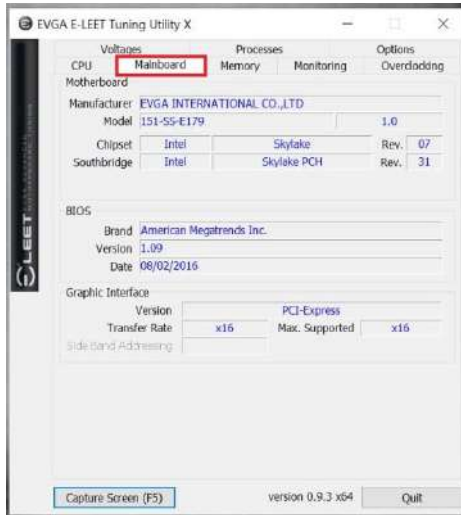 EVGA E-LEET Tuning Utility X
Voltages Processes Options
CPU Mainboard Memory Monitoring Overclocking
Motherboard
Manufacturer EVGA INTERNATIONAL CO.,LTD
Model 151-SS-E179 1.0
Chipset Intel Skylake Rev. 07
Southbridge Intel Skylake PCH Rev. 31
BIOS
Brand American Megatrends Inc.
Version 1.09
Date 08/02/2016
Graphic Interface
Version PCI-Express
Transfer Rate x16 Max. Supported x16
Side Band Addressing
Capture Screen (F5) version 0.9.3 x64 Quit
LEET